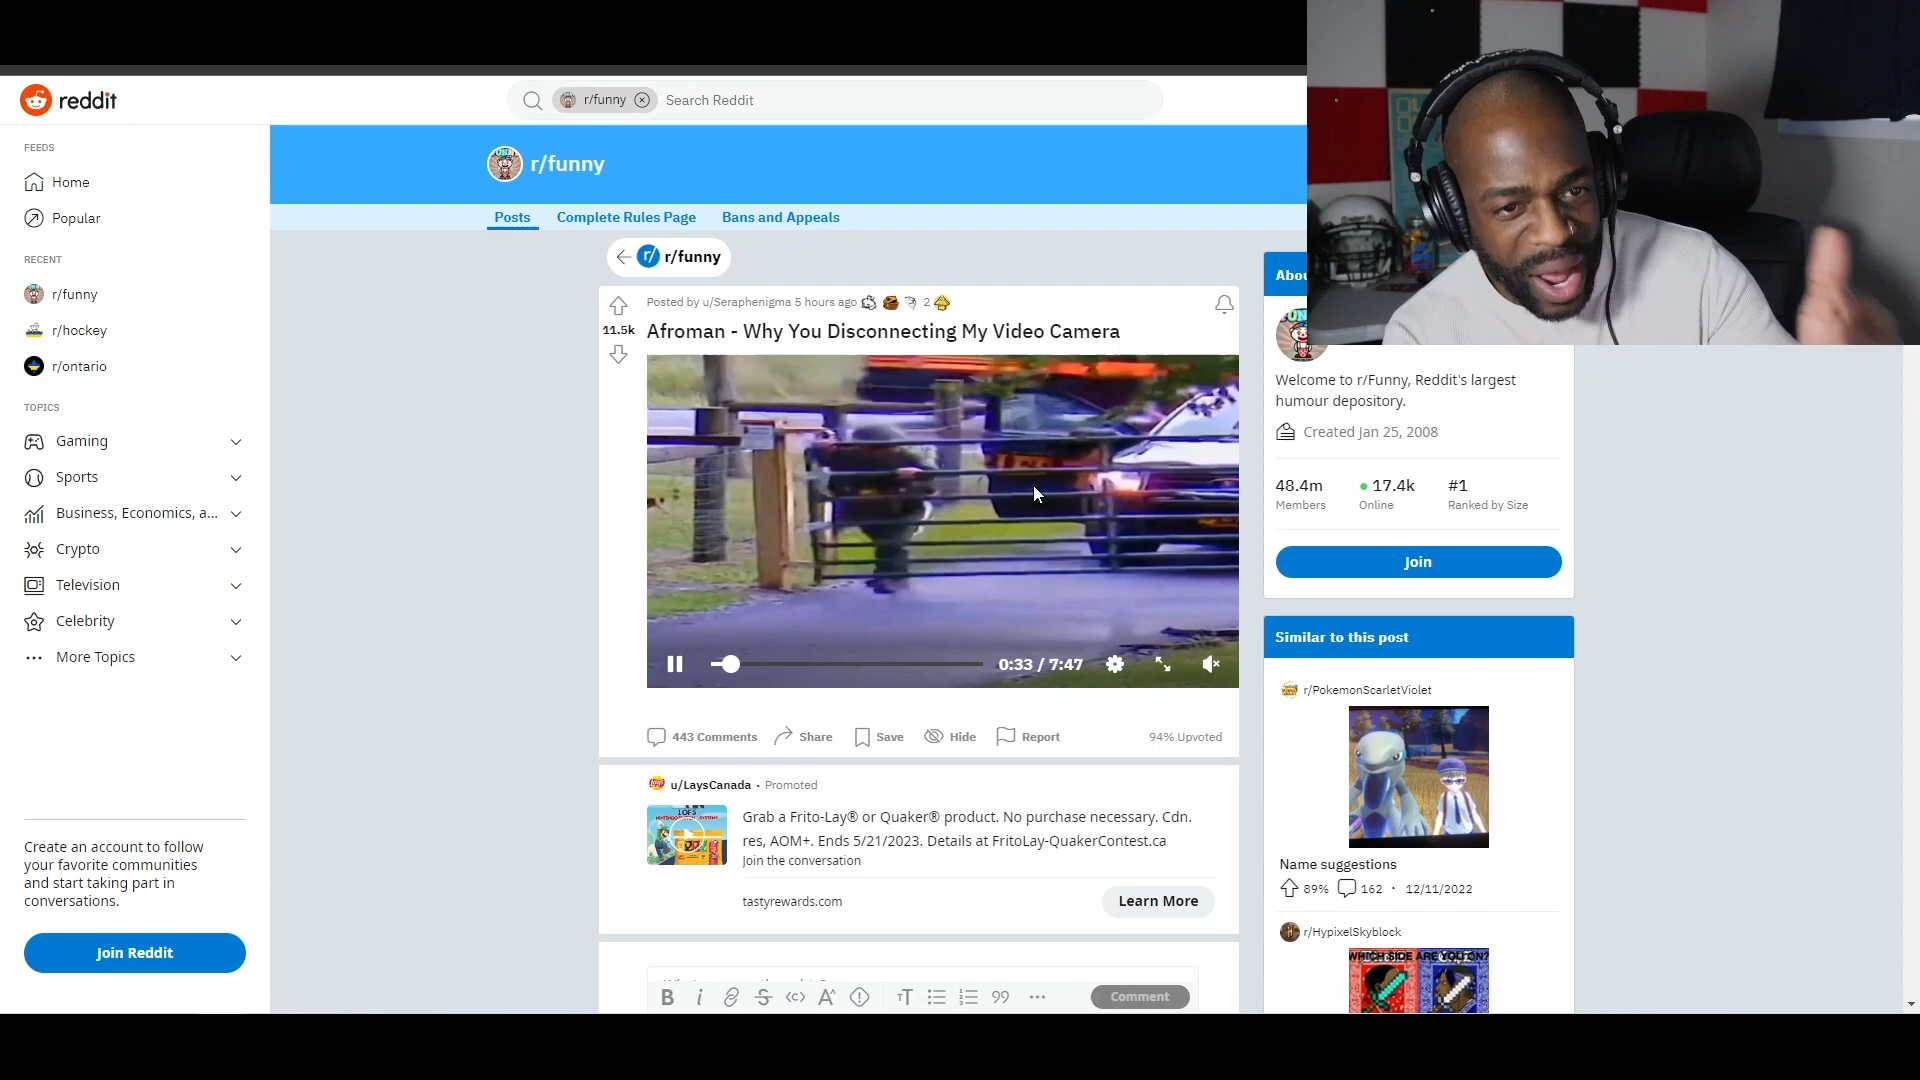 reddit
r/funny
Search Reddit
FEEDS
Home
Popular
RECENT
r/funny
r/hockey
r/ontario
TOPICS
Gaming
Sports
Business, Economics, a...
Crypto
Television
Celebrity
More Topics
Create an account to follow
your favorite communities
and start taking part in
conversations.
Join Reddit
r/funny
Posts Complete Rules Page Bans and Appeals
r/ r/funny
Posted by u/Seraphenigma 5 hours ago 2
11.5k
Afroman - Why You Disconnecting My Video Camera
0:33 / 7:47
443 Comments Share Save Hide Report 94% Upvoted
u/LaysCanada · Promoted
Grab a Frito-Lay® or Quaker® product. No purchase necessary. Cdn.
res, AOM+. Ends 5/21/2023. Details at FritoLay-QuakerContest.ca
Join the conversation
tastyrewards.com
Learn More
B i A T 99 ...
Comment
Welcome to r/Funny, Reddit's largest
humour depository.
Created Jan 25, 2008
48.4m 17.4k #1
Members Online Ranked by Size
Join
Similar to this post
r/PokemonScarletViolet
Name suggestions
89% 162 · 12/11/2022
r/HypixelSkyblock
WHICH SIDE ARE YOU ON?